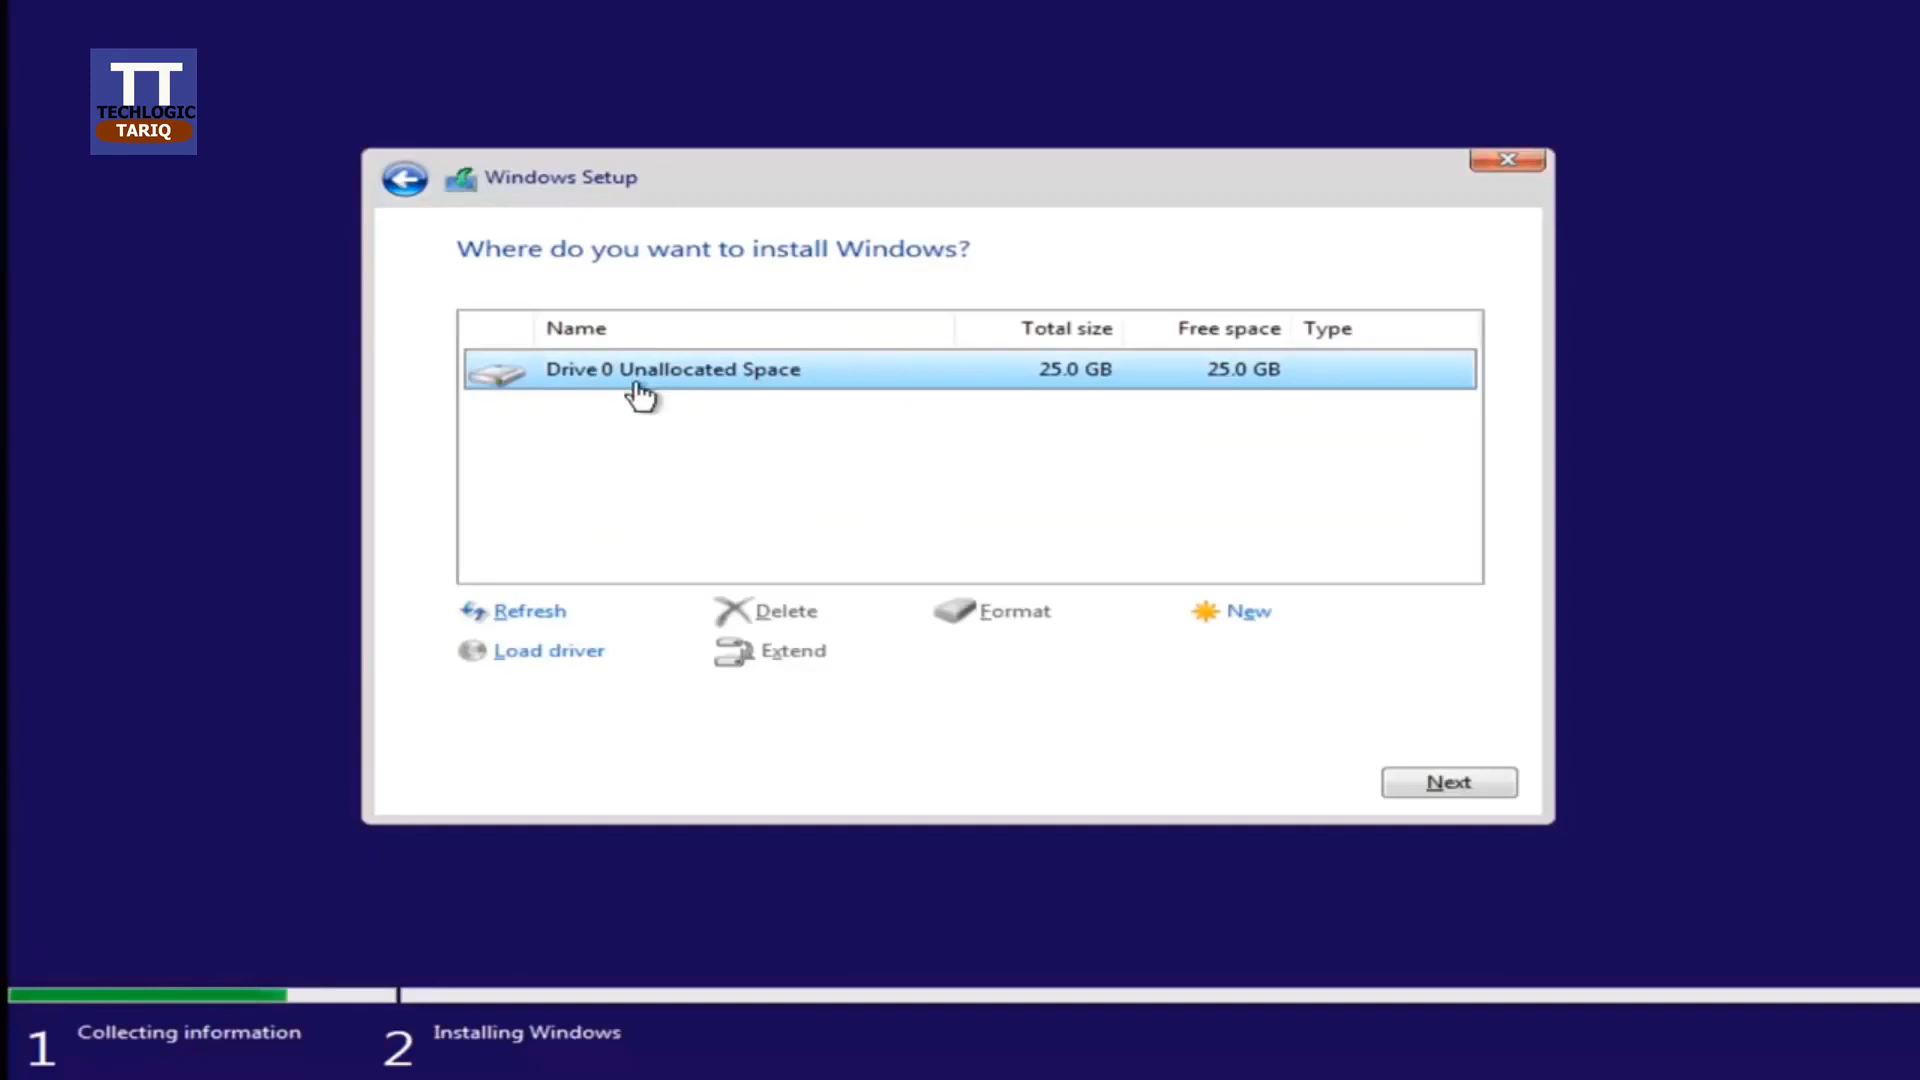 TT
TECHLOGIC
TARIQ
Windows Setup
Where do you want to install Windows?
Name Total size Free space Type
Drive 0 Unallocated Space 25.0 GB 25.0 GB
Refresh Delete Format New
Load driver Extend
Next
1 Collecting information 2 Installing Windows